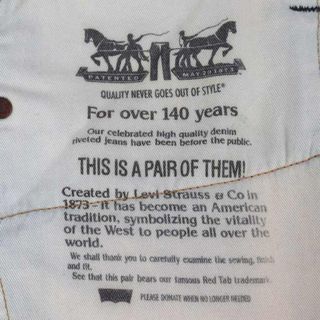 PATENTED
MAY 20 1873
QUALITY NEVER GOES OUT OF STYLE®
For over 140 years
Our celebrated high quality denim
riveted jeans have been before the public.
THIS IS A PAIR OF THEM!
Created by Levi Strauss & Co in
1873-it has become an American
tradition, symbolizing the vitality
of the West to people all over the
world.
We shall thank you to carefully examine the sewing, finish
and fit.
See that this pair bears our famous Red Tab trademark.
PLEASE DONATE WHEN NO LONGER NEEDED